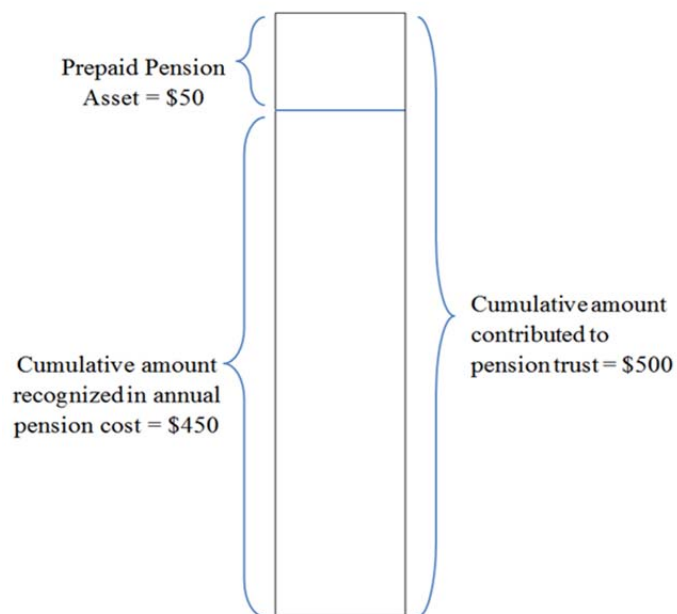 Prepaid Pension
Asset = $50
Cumulative amount
contributed to
pension trust = $500
Cumulative amount
recognized in annual
pension cost = $450